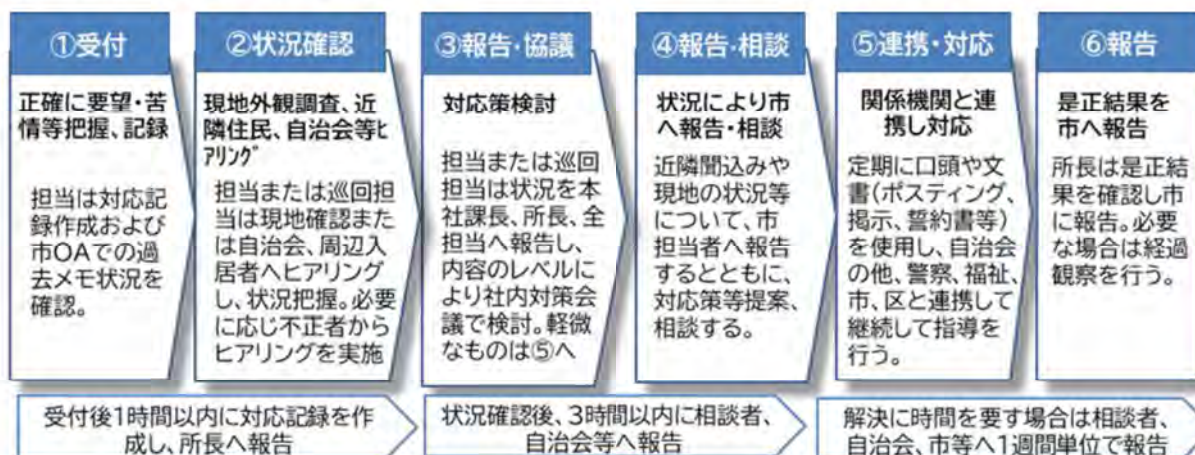 ①受付
正確に要望・苦
情等把握、記録
担当は対応記
録作成および
市OAでの過
去メモ状況を
確認。
②状況確認
現地外観調査、近
隣住民、自治会等ﾋ
ｱﾘﾝｸﾞ
担当または巡回担
当は現地確認また
は自治会、周辺入
居者へヒアリング
し、状況把握。必要
に応じ不正者から
ヒアリングを実施
③報告・協議
対応策検討
担当または巡回
担当は状況を本
社課長、所長、全
担当へ報告し、
内容のレベルに
より社内対策会
議で検討。軽微
なものは⑤へ
④報告・相談
状況により市
へ報告・相談
近隣聞込みや
現地の状況等
について、市
担当者へ報告
するとともに、
対応策等提案、
相談する。
⑤連携・対応
関係機関と連
携し対応
定期に口頭や文
書(ポスティング、
掲示、誓約書等)
を使用し、自治会
の他、警察、福祉、
市、区と連携して
継続して指導を
行う。
⑥報告
是正結果を
市へ報告
所長は是正結
果を確認し市
に報告。必要
な場合は経過
観察を行う。
受付後1時間以内に対応記録を作
成し、所長へ報告
状況確認後、3時間以内に相談者、
自治会等へ報告
解決に時間を要す場合は相談者、
自治会、市等へ1週間単位で報告